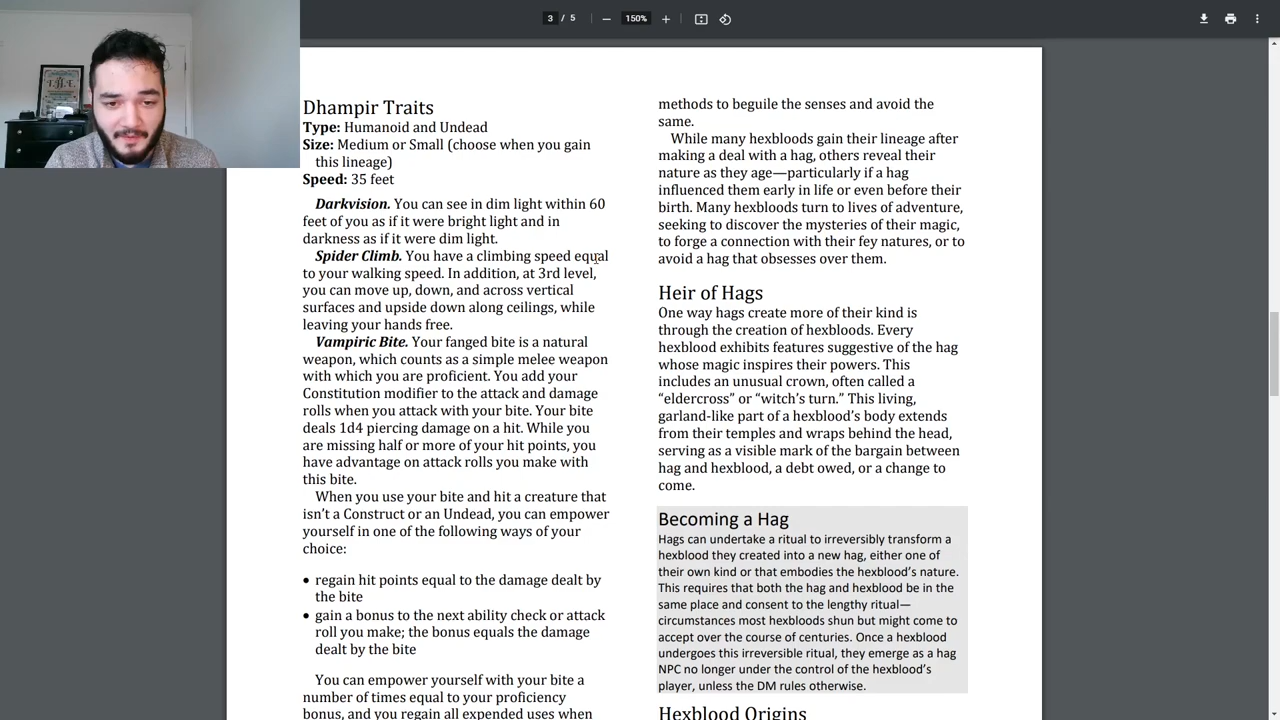 3 / 5
150%
Dhampir Traits
Type: Humanoid and Undead
Size: Medium or Small (choose when you gain
this lineage)
Speed: 35 feet
Darkvision. You can see in dim light within 60
feet of you as if it were bright light and in
darkness as if it were dim light.
Spider Climb. You have a climbing speed equal
to your walking speed. In addition, at 3rd level,
you can move up, down, and across vertical
surfaces and upside down along ceilings, while
leaving your hands free.
Vampiric Bite. Your fanged bite is a natural
weapon, which counts as a simple melee weapon
with which you are proficient. You add your
Constitution modifier to the attack and damage
rolls when you attack with your bite. Your bite
deals 1d4 piercing damage on a hit. While you
are missing half or more of your hit points, you
have advantage on attack rolls you make with
this bite.
When you use your bite and hit a creature that
isn’t a Construct or an Undead, you can empower
yourself in one of the following ways of your
choice:
• regain hit points equal to the damage dealt by
the bite
• gain a bonus to the next ability check or attack
roll you make; the bonus equals the damage
dealt by the bite
You can empower yourself with your bite a
number of times equal to your proficiency
bonus, and you regain all expended uses when
methods to beguile the senses and avoid the
same.
While many hexbloods gain their lineage after
making a deal with a hag, others reveal their
nature as they age—particularly if a hag
influenced them early in life or even before their
birth. Many hexbloods turn to lives of adventure,
seeking to discover the mysteries of their magic,
to forge a connection with their fey natures, or to
avoid a hag that obsesses over them.
Heir of Hags
One way hags create more of their kind is
through the creation of hexbloods. Every
hexblood exhibits features suggestive of the hag
whose magic inspires their powers. This
includes an unusual crown, often called a
“eldercross” or “witch’s turn.” This living,
garland-like part of a hexblood’s body extends
from their temples and wraps behind the head,
serving as a visible mark of the bargain between
hag and hexblood, a debt owed, or a change to
come.
Becoming a Hag
Hags can undertake a ritual to irreversibly transform a
hexblood they created into a new hag, either one of
their own kind or that embodies the hexblood’s nature.
This requires that both the hag and hexblood be in the
same place and consent to the lengthy ritual—
circumstances most hexbloods shun but might come to
accept over the course of centuries. Once a hexblood
undergoes this irreversible ritual, they emerge as a hag
NPC no longer under the control of the hexblood’s
player, unless the DM rules otherwise.
Hexblood Origins